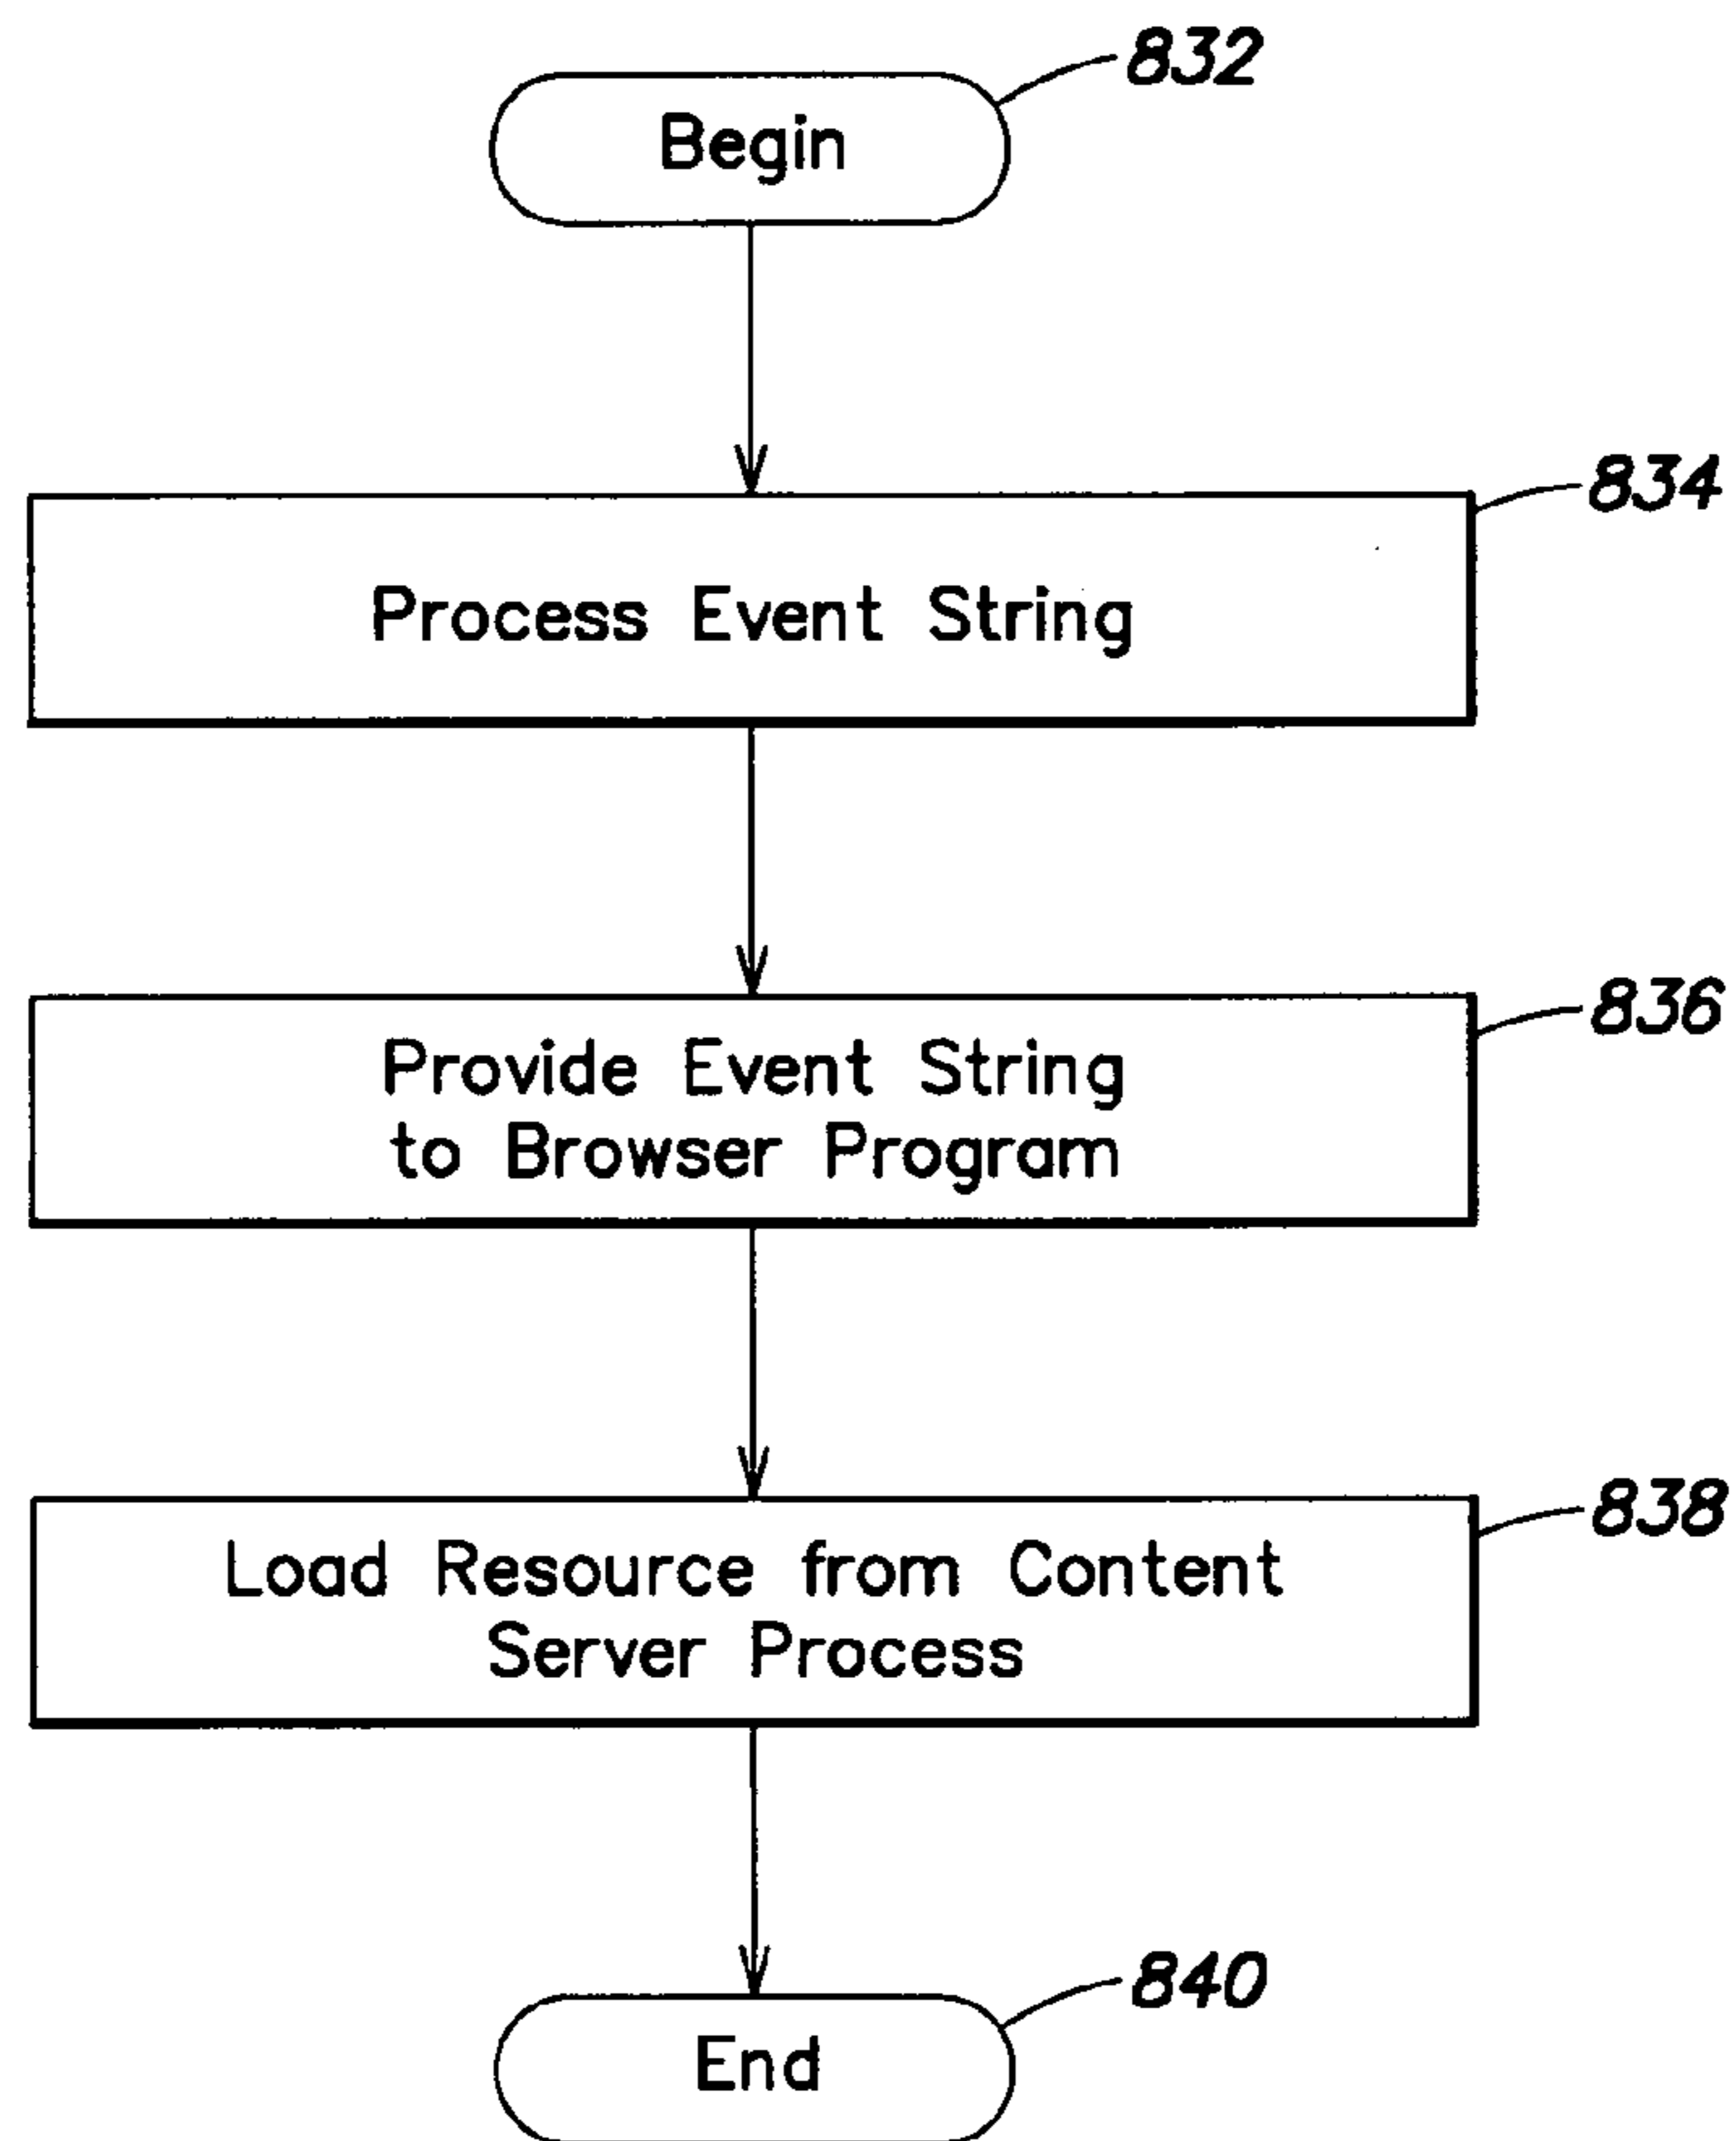 832
Begin
834
Process Event String
836
Provide Event String
to Browser Program
838
Load Resource from Content
Server Process
840
End